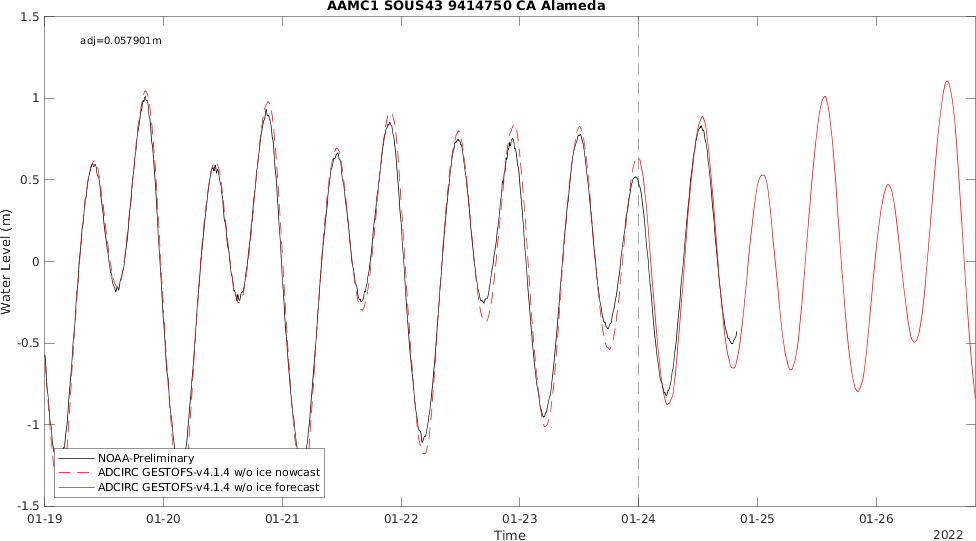 AAMC1 SOUS43 9414750 CA Alameda
adj=0.057901m
1.5
1
0.5
0
-0.5
-1
-1.5
Water Level (m)
NOAA-Preliminary
ADCIRC GESTOFS-v4.1.4 w/o ice nowcast
ADCIRC GESTOFS-v4.1.4 w/o ice forecast
01-19 01-20 01-21 01-22 01-23 01-24 01-25 01-26
Time
2022